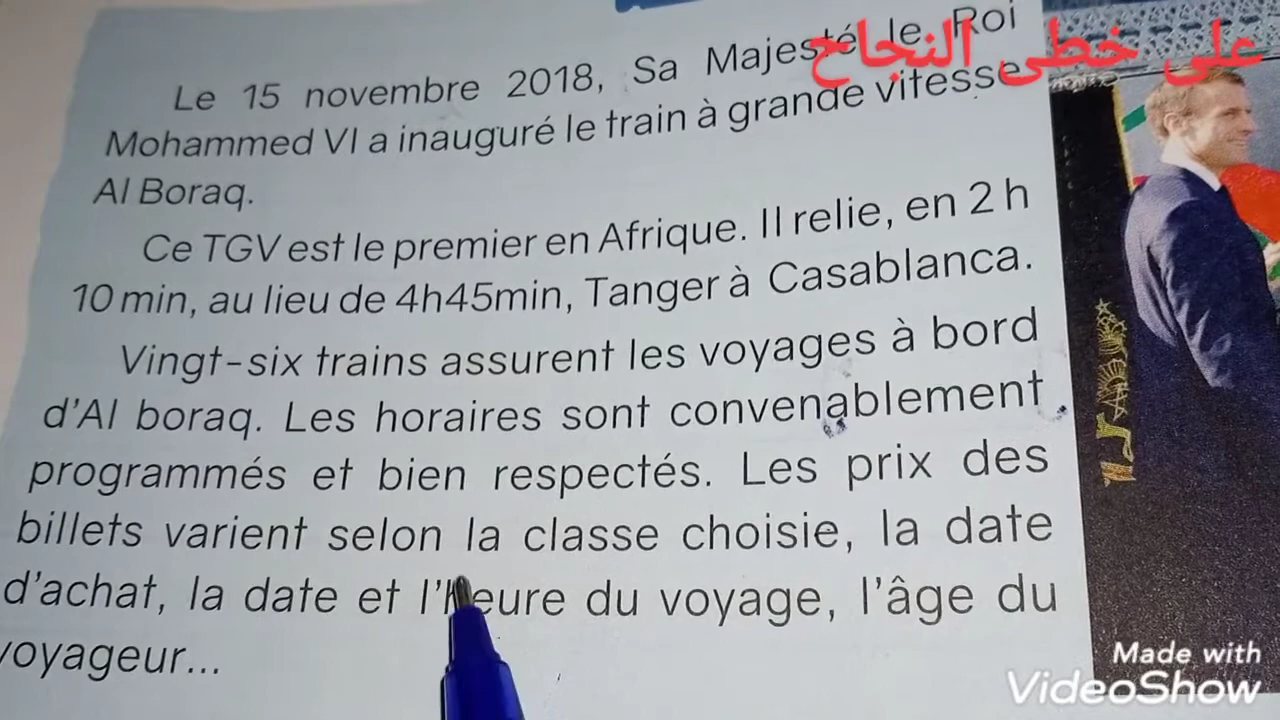 على خطى النجاح
Le 15 novembre 2018, Sa Majesté le Roi
Mohammed VI a inauguré le train à grande vitesse
Al Boraq.
Ce TGV est le premier en Afrique. Il relie, en 2 h
10 min, au lieu de 4h45min, Tanger à Casablanca.
Vingt-six trains assurent les voyages à bord
d'Al boraq. Les horaires sont convenablement
programmés et bien respectés. Les prix des
billets varient selon la classe choisie, la date
d'achat, la date et l'heure du voyage, l'âge du
voyageur...
Made with
VideoShow